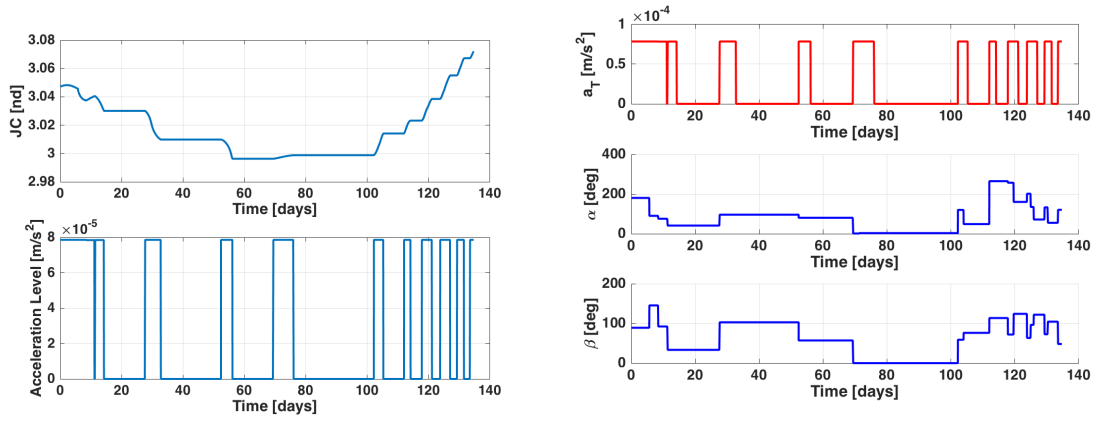 3.08
3.06
3.04
3.02
3
2.98
JC [nd]
0 20 40 60 80 100 120 140
Time [days]
×10-5
8
6
4
2
0
Acceleration Level [m/s2]
0 20 40 60 80 100 120 140
Time [days]
×10-4
1
0.5
0
aT [m/s2]
0 20 40 60 80 100 120 140
Time [days]
400
200
0
α [deg]
0 20 40 60 80 100 120 140
Time [days]
200
100
0
β [deg]
0 20 40 60 80 100 120 140
Time [days]